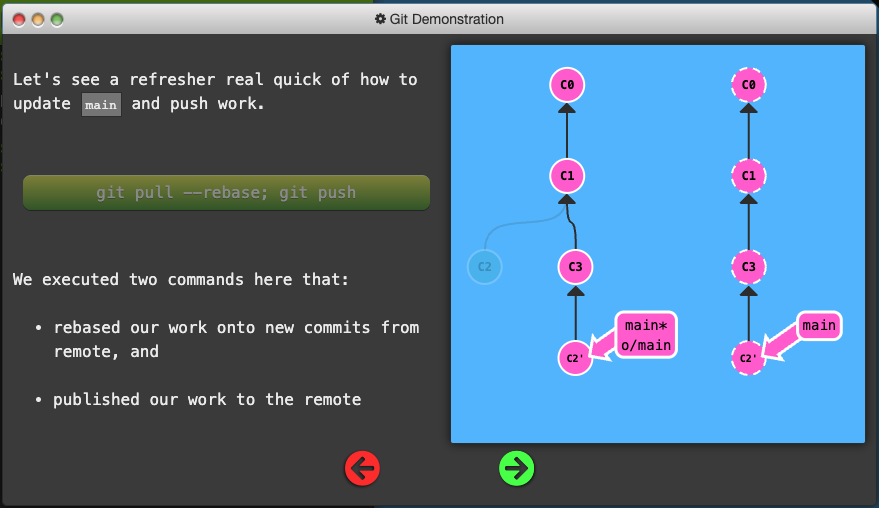 Git Demonstration
Let's see a refresher real quick of how to
update main and push work.
git pull --rebase; git push
We executed two commands here that:
• rebased our work onto new commits from
remote, and
• published our work to the remote
C0
C1
C2
C3
main*
o/main
C2'
C0
C1
C3
main
C2'